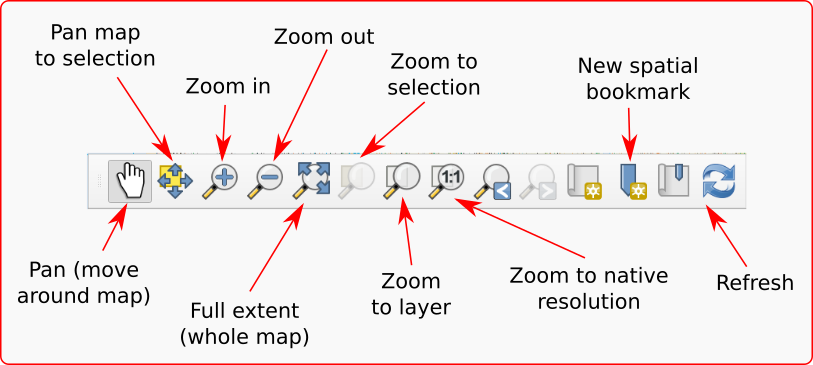 Pan map
to selection
Zoom out
Zoom in
Zoom to
selection
New spatial
bookmark
1:1
Pan (move
around map)
Full extent
(whole map)
Zoom
to layer
Zoom to native
resolution
Refresh